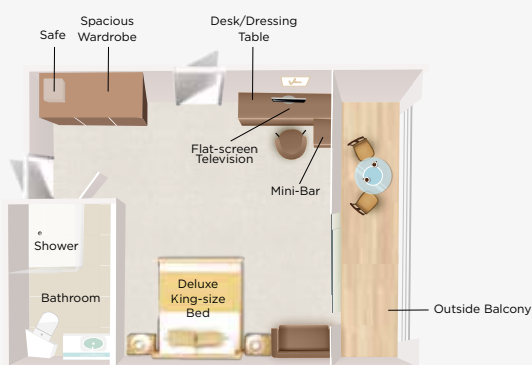 Safe
Spacious
Wardrobe
Desk/Dressing
Table
Flat-screen
Television
Mini-Bar
Shower
Bathroom
Deluxe
King-size
Bed
Outside Balcony